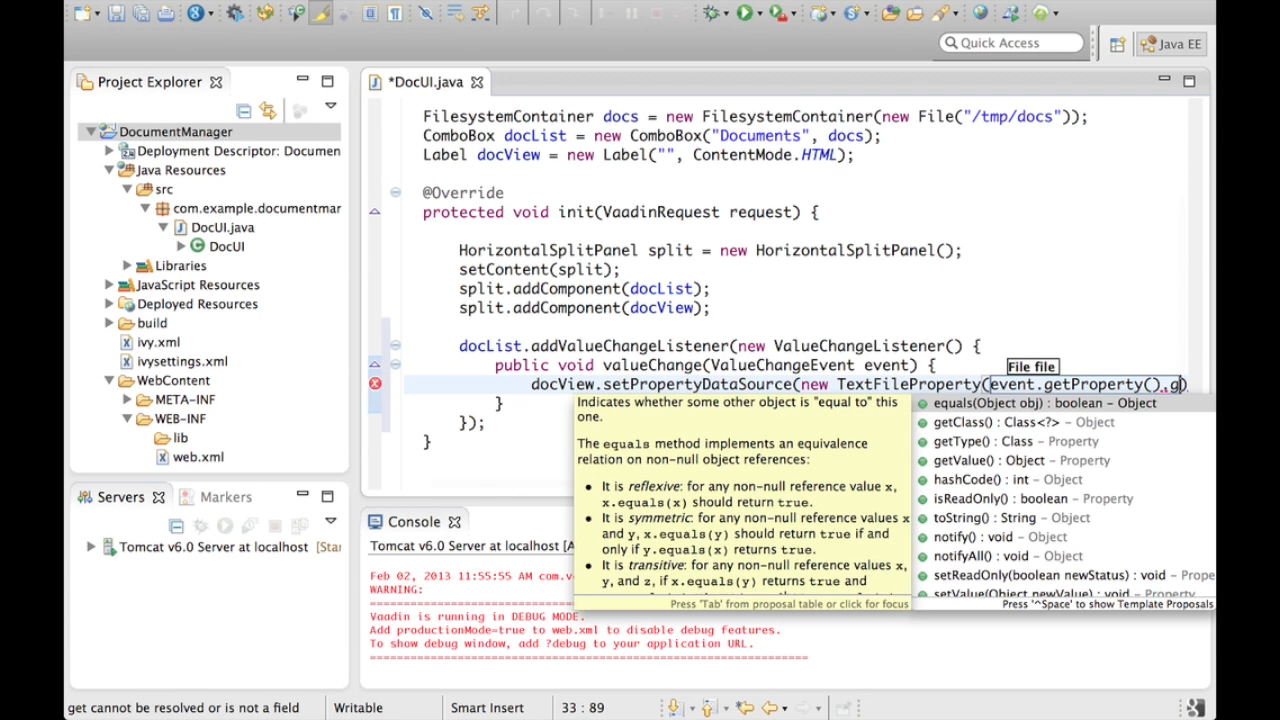 Quick Access
Java EE
Project Explorer
*DocUI.java
DocumentManager
Deployment Descriptor: Documen
Java Resources
src
com.example.documentmar
DocUI.java
DocUI
Libraries
JavaScript Resources
Deployed Resources
build
ivy.xml
ivysettings.xml
WebContent
META-INF
WEB-INF
lib
web.xml
FilesystemContainer docs = new FilesystemContainer(new File("/tmp/docs"));
ComboBox docList = new ComboBox("Documents", docs);
Label docView = new Label("", ContentMode.HTML);
@Override
protected void init(VaadinRequest request) {
HorizontalSplitPanel split = new HorizontalSplitPanel();
setContent(split);
split.addComponent(docList);
split.addComponent(docView);
docList.addValueChangeListener(new ValueChangeListener() {
public void valueChange(ValueChangeEvent event) {
File file
docView.setPropertyDataSource(new TextFileProperty(event.getProperty().g)
}
});
}
Indicates whether some other object is "equal to" this
one.
The equals method implements an equivalence
relation on non-null object references:
• It is reflexive: for any non-null reference value x,
x.equals(x) should return true.
• It is symmetric: for any non-null reference values x
and y, x.equals(y) should return true if and
only if y.equals(x) returns true.
• It is transitive: for any non-null reference values x,
y, and z, if x.equals(y) returns true and
Press 'Tab' from proposal table or click for focus
equals(Object obj) : boolean - Object
getClass() : Class<?> - Object
getType() : Class - Property
getValue() : Object - Property
hashCode() : int - Object
isReadOnly() : boolean - Property
toString() : String - Object
notify() : void - Object
notifyAll() : void - Object
setReadOnly(boolean newStatus) : void - Prope
setValue(Object newValue) : void - Property
Press '^Space' to show Template Proposals
Servers
Markers
Tomcat v6.0 Server at localhost [Star
Console
Tomcat v6.0 Server at localhost [A
Feb 02, 2013 11:55:55 AM com.v
WARNING:
=================================================================
Vaadin is running in DEBUG MODE.
Add productionMode=true to web.xml to disable debug features.
To show debug window, add ?debug to your application URL.
=================================================================
get cannot be resolved or is not a field
Writable
Smart Insert
33 : 89